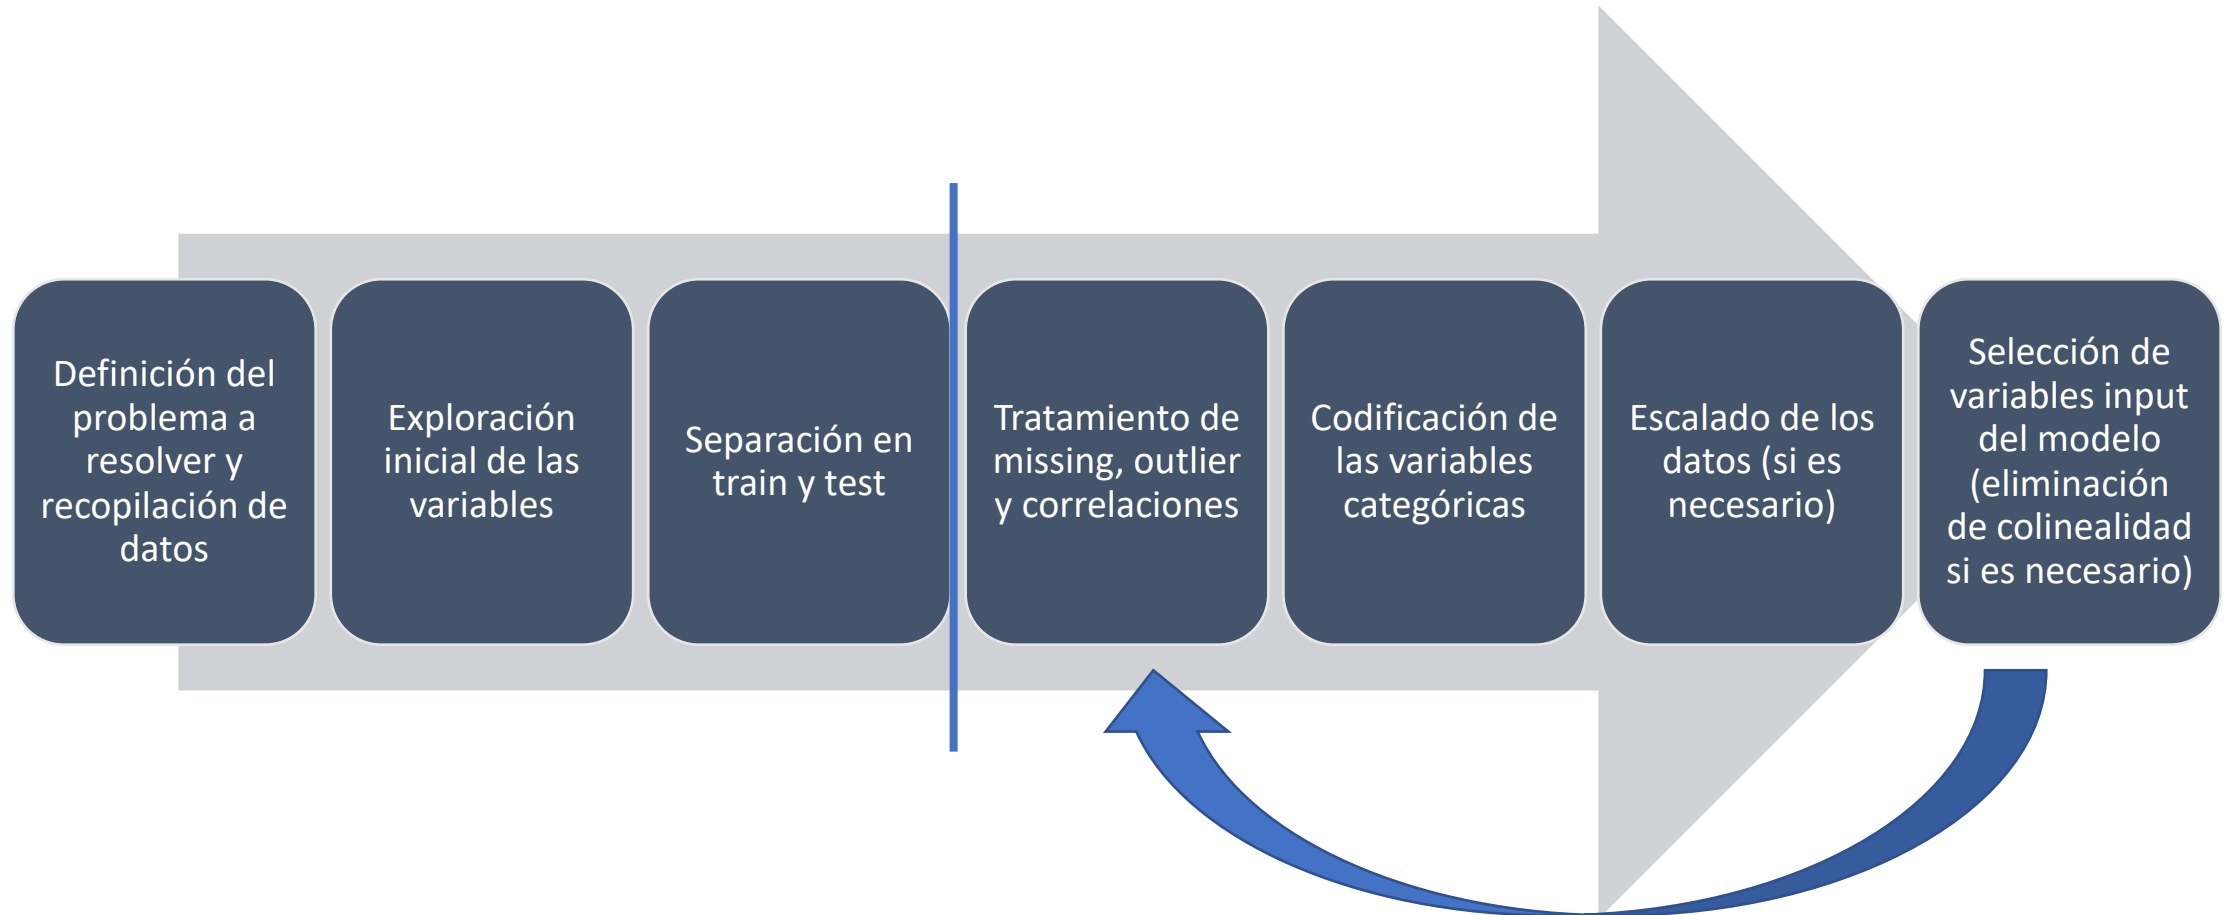 Definición del
problema a
resolver y
recopilación de
datos
Exploración
inicial de las
variables
Separación en
train y test
Tratamiento de
missing, outlier
y correlaciones
Codificación de
las variables
categóricas
Escalado de los
datos (si es
necesario)
Selección de
variables input
del modelo
(eliminación
de colinealidad
si es necesario)